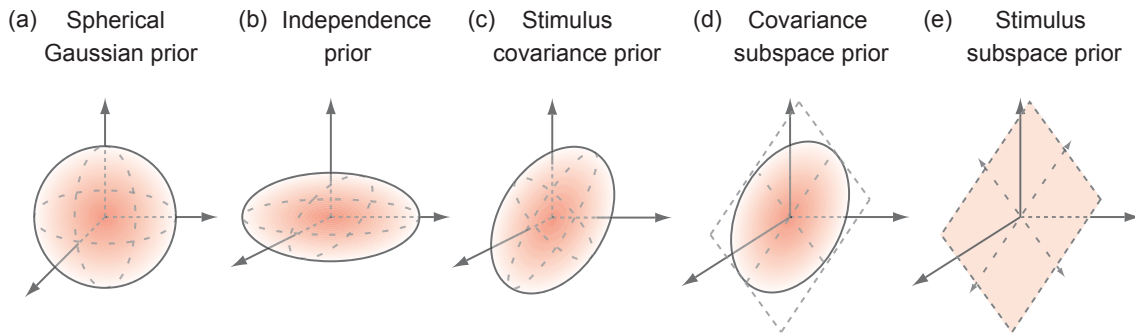 (a) Spherical
Gaussian prior
(b) Independence
prior
(c) Stimulus
covariance prior
(d) Covariance
subspace prior
(e) Stimulus
subspace prior